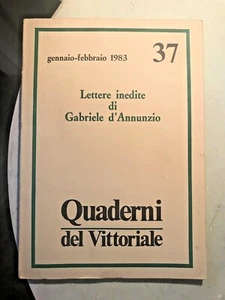 gennaio-febbraio 1983 37
Lettere inedite
di
Gabriele d'Annunzio
Quaderni
del Vittoriale